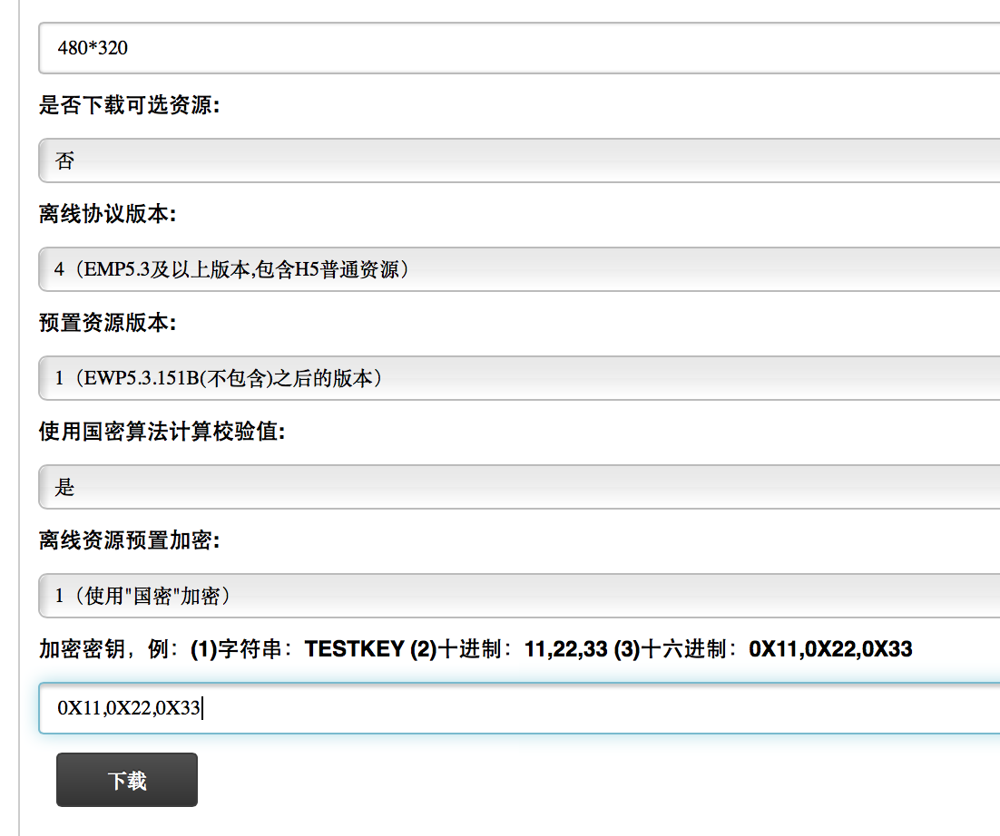 480*320
是否下载可选资源:
否
离线协议版本:
4（EMP5.3及以上版本,包含H5普通资源）
预置资源版本:
1（EWP5.3.151B(不包含)之后的版本）
使用国密算法计算校验值:
是
离线资源预置加密:
1（使用"国密"加密）
加密密钥，例：(1)字符串：TESTKEY (2)十进制：11,22,33 (3)十六进制：0X11,0X22,0X33
0X11,0X22,0X33
下载